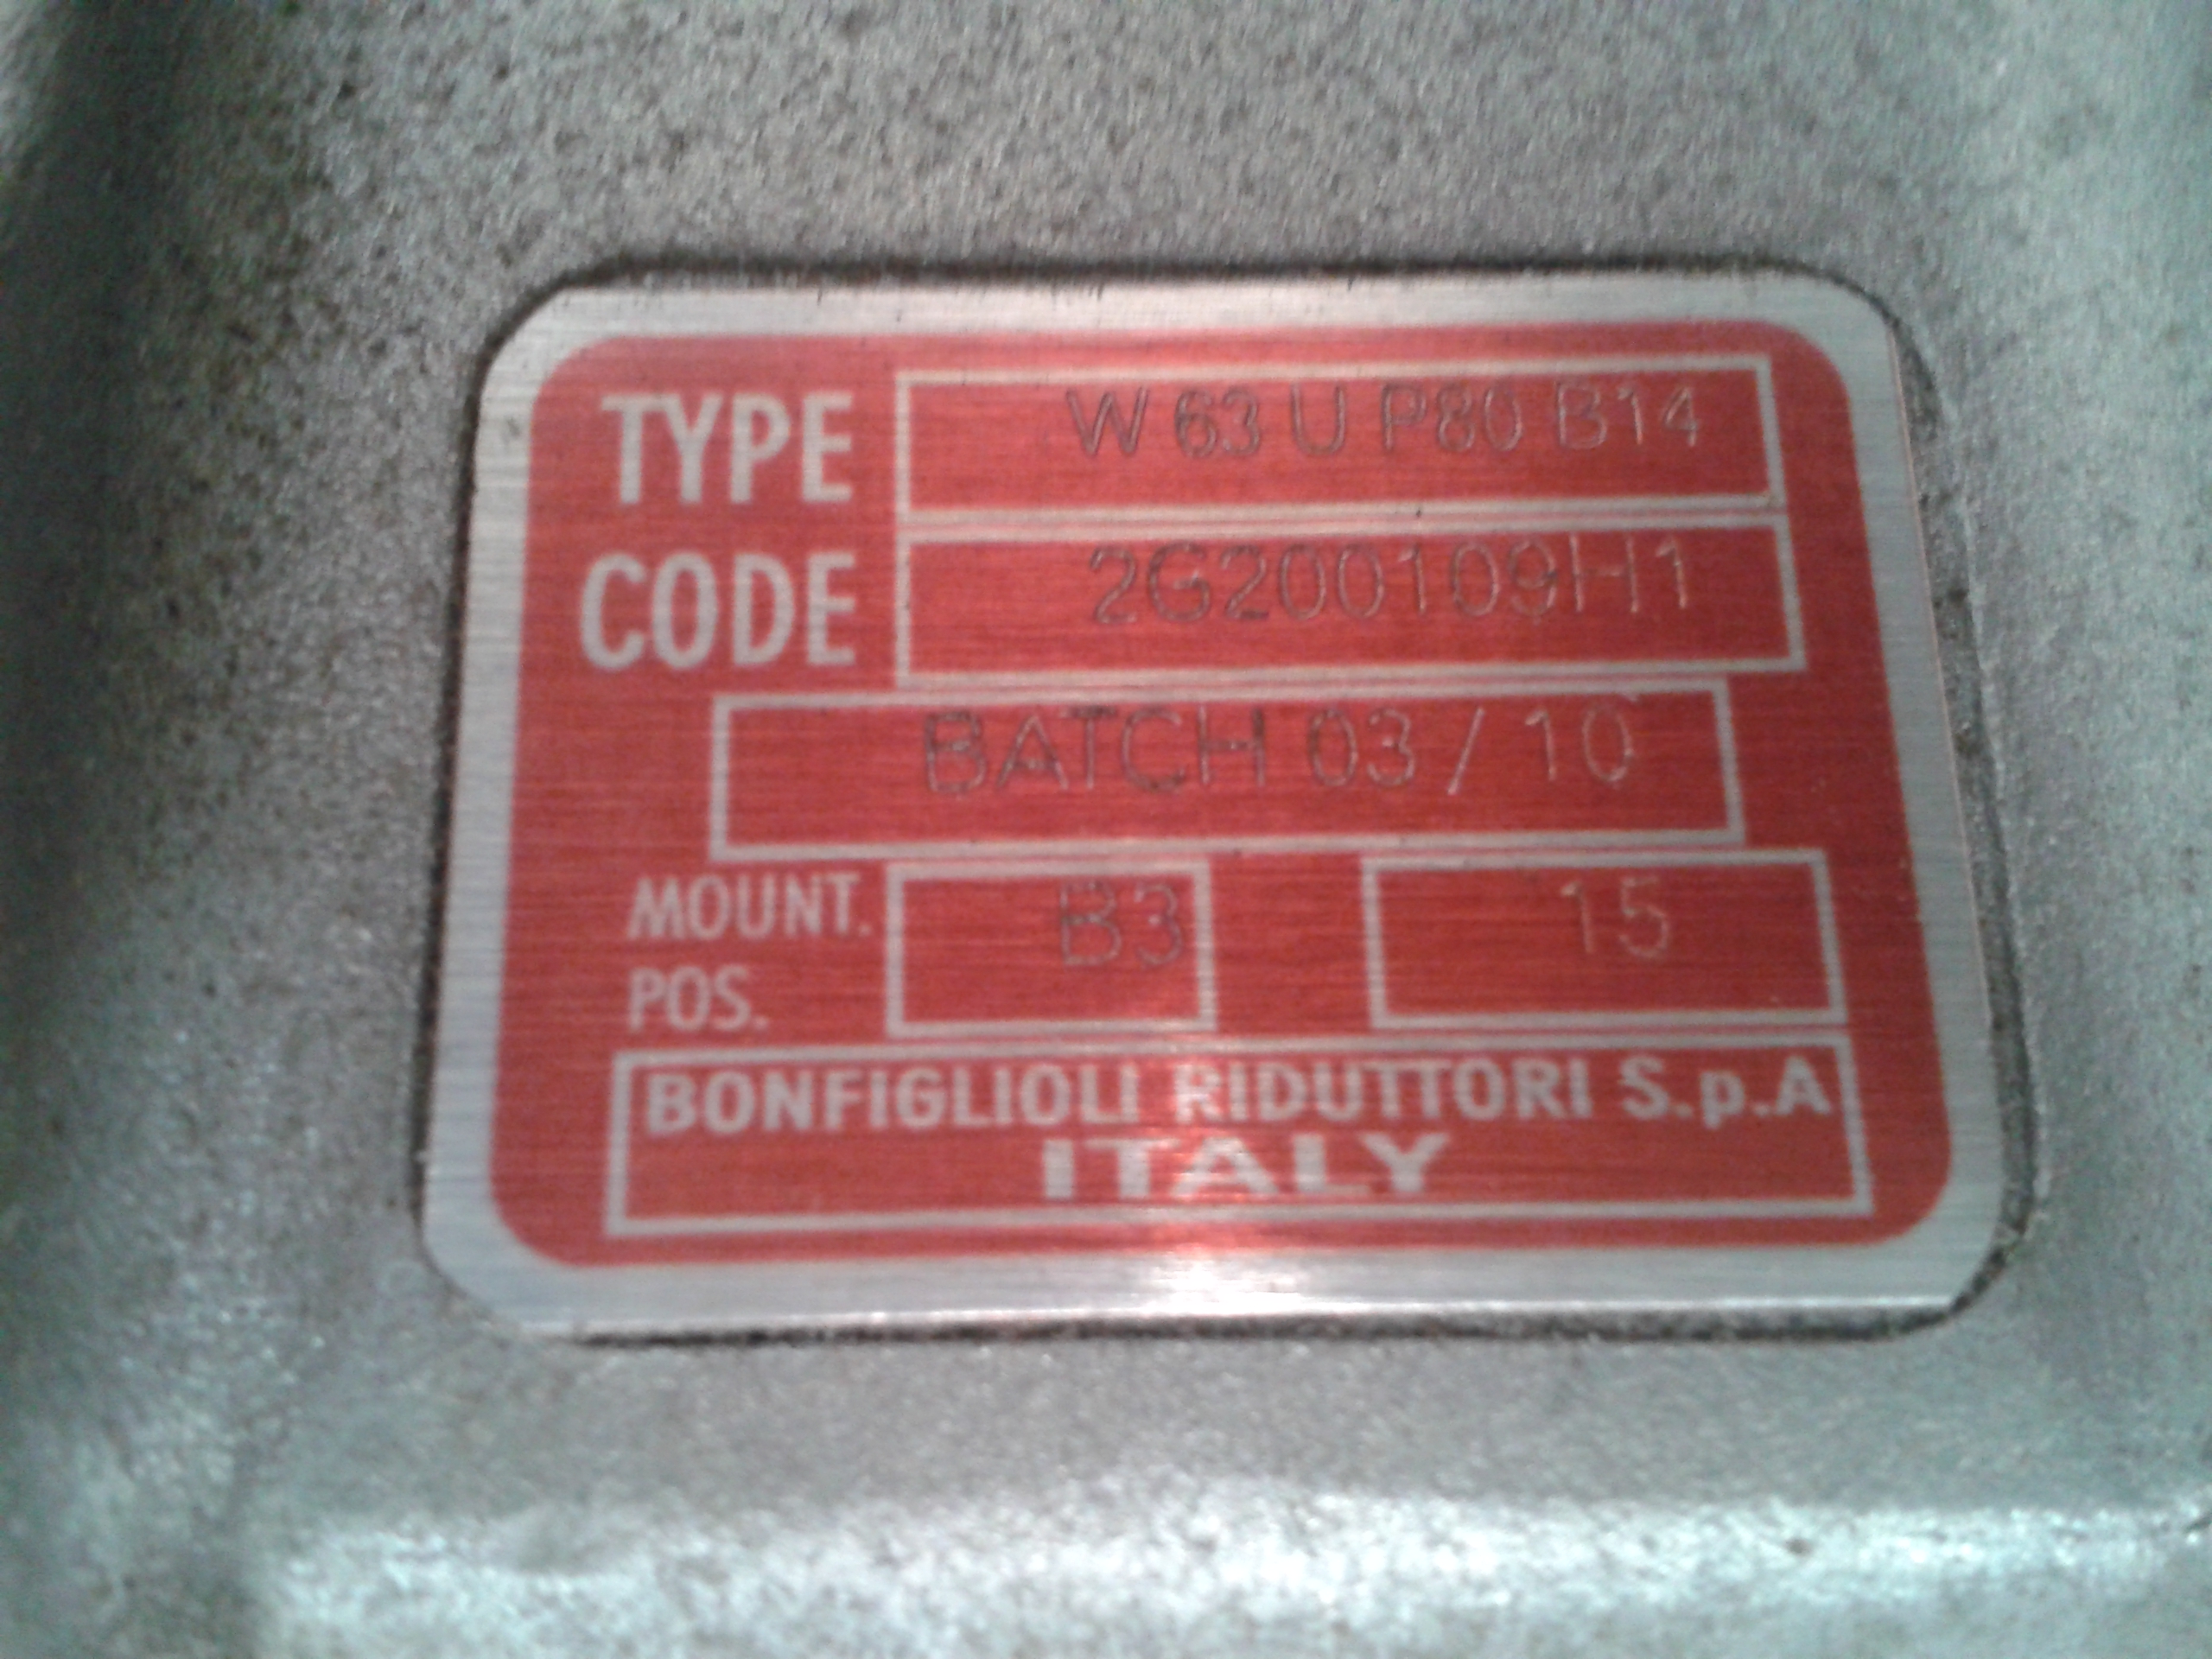 TYPE W 63 U P80 B14
CODE 2G200109H1
BATCH 03 / 10
MOUNT. POS. B3 15
BONFIGLIOLI RIDUTTORI S.p.A
ITALY